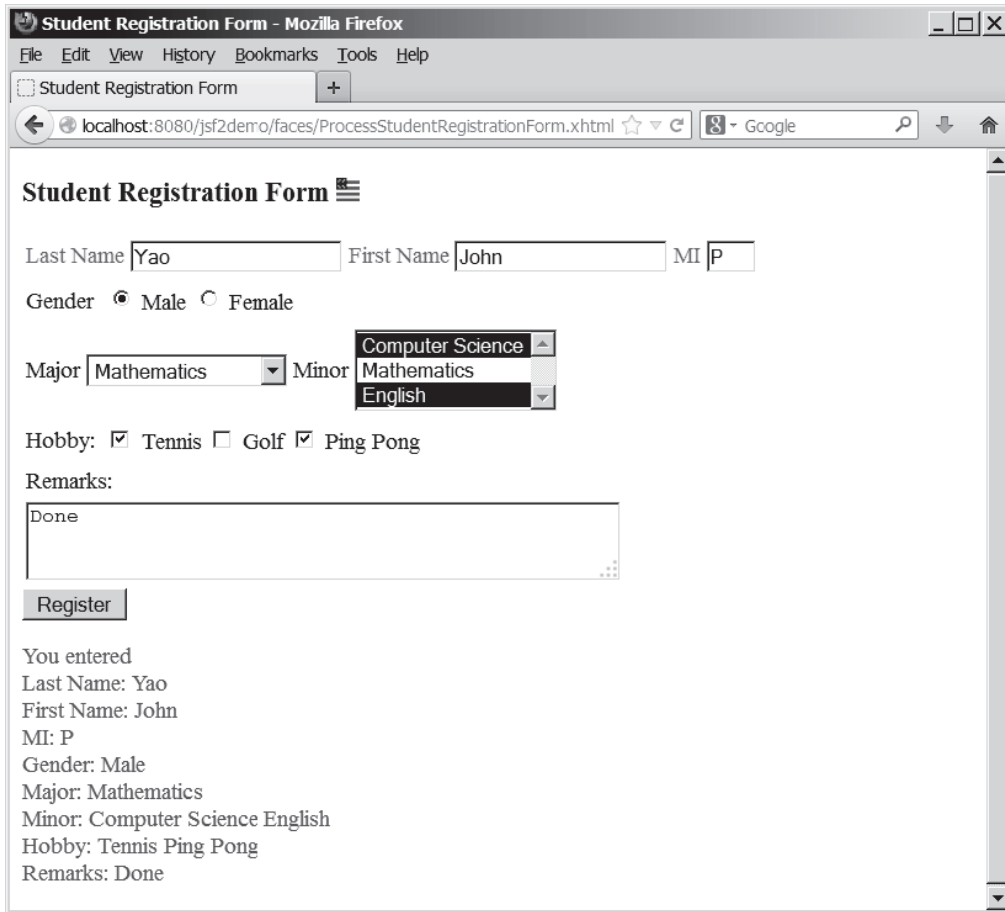 Student Registration Form - Mozilla Firefox
File Edit View History Bookmarks Tools Help
Student Registration Form +
localhost:8080/jsf2demo/faces/ProcessStudentRegistrationForm.xhtml Google
Student Registration Form
Last Name Yao First Name John MI P
Gender Male Female
Major Mathematics Minor Computer Science
Mathematics
English
Hobby: Tennis Golf Ping Pong
Remarks:
Done
Register
You entered
Last Name: Yao
First Name: John
MI: P
Gender: Male
Major: Mathematics
Minor: Computer Science English
Hobby: Tennis Ping Pong
Remarks: Done